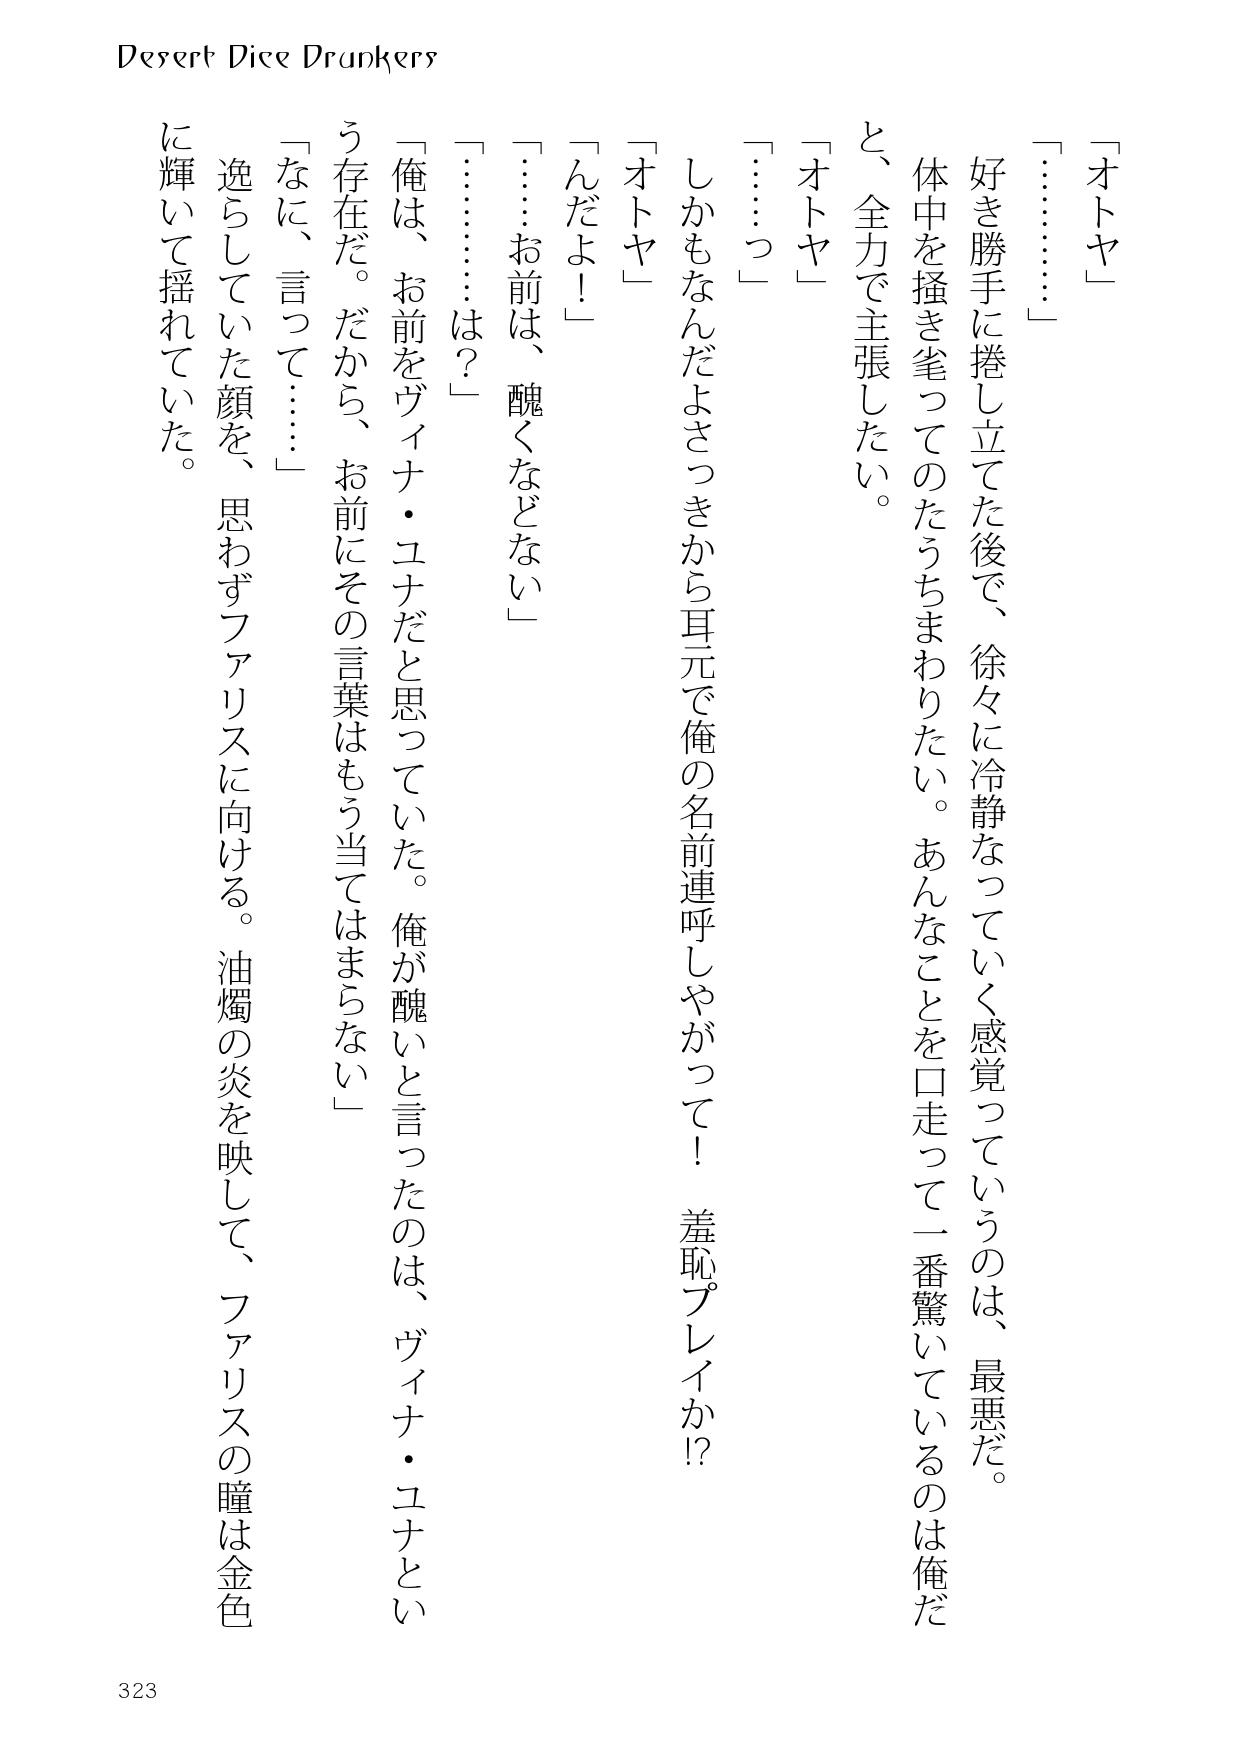 Desert Dice Drunkers
「オトヤ」
「…………」
好き勝手に捲し立てた後で、徐々に冷静なっていく感覚っていうのは、最悪だ。
体中を掻き毟ってのたうちまわりたい。あんなことを口走って一番驚いているのは俺だ
と、全力で主張したい。
「オトヤ」
「……っ」
しかもなんだよさっきから耳元で俺の名前連呼しやがって！　羞恥プレイか!?
「オトヤ」
「んだよ！」
「……お前は、醜くなどない」
「…………は？」
「俺は、お前をヴィナ・ユナだと思っていた。俺が醜いと言ったのは、ヴィナ・ユナとい
う存在だ。だから、お前にその言葉はもう当てはまらない」
「なに、言って……」
逸らしていた顔を、思わずファリスに向ける。油燭の炎を映して、ファリスの瞳は金色
に輝いて揺れていた。
323